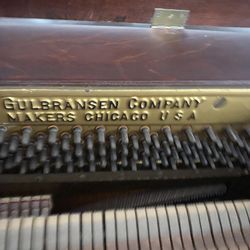 GULBRANSEN COMPANY
MAKERS CHICAGO U S A